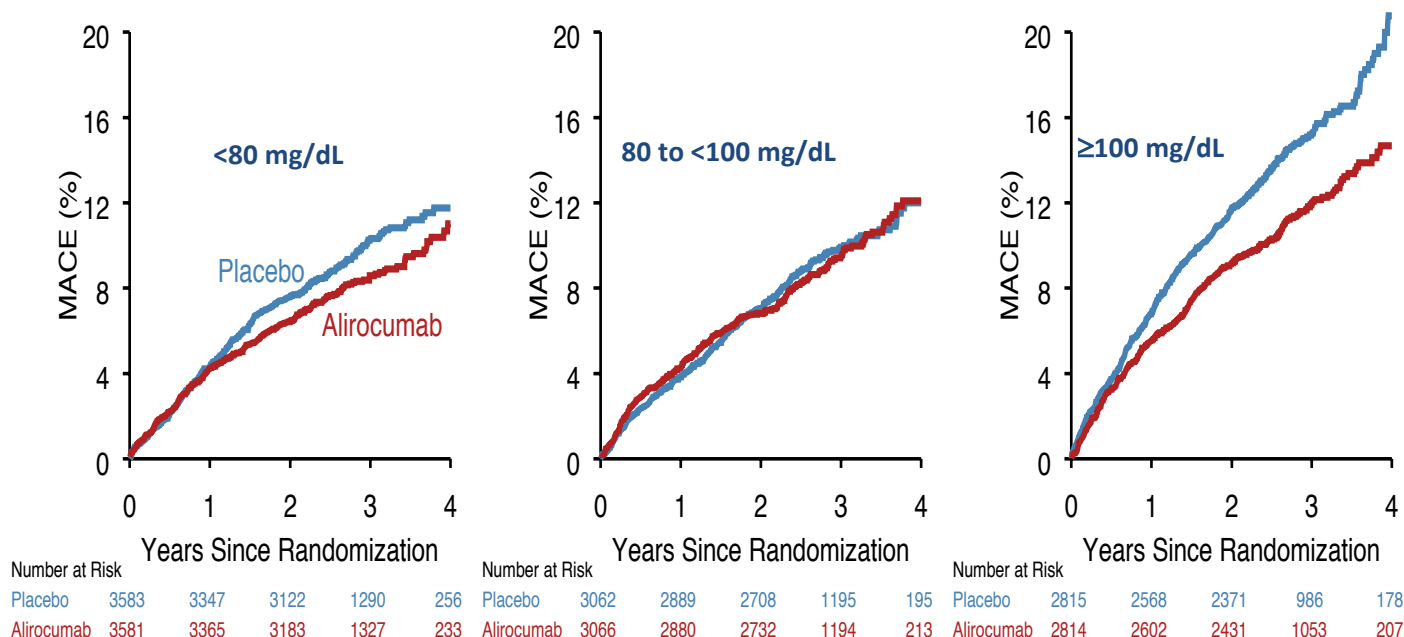 20
16
12
8
4
0
MACE (%)
<80 mg/dL
Placebo
Alirocumab
0 1 2 3 4
Years Since Randomization
20
16
12
8
4
0
MACE (%)
80 to <100 mg/dL
0 1 2 3 4
Years Since Randomization
20
16
12
8
4
0
MACE (%)
≥100 mg/dL
0 1 2 3 4
Years Since Randomization
Number at Risk
Placebo 3583 3347 3122 1290 256
Alirocumab 3581 3365 3183 1327 233
Number at Risk
Placebo 3062 2889 2708 1195 195
Alirocumab 3066 2880 2732 1194 213
Number at Risk
Placebo 2815 2568 2371 986 178
Alirocumab 2814 2602 2431 1053 207